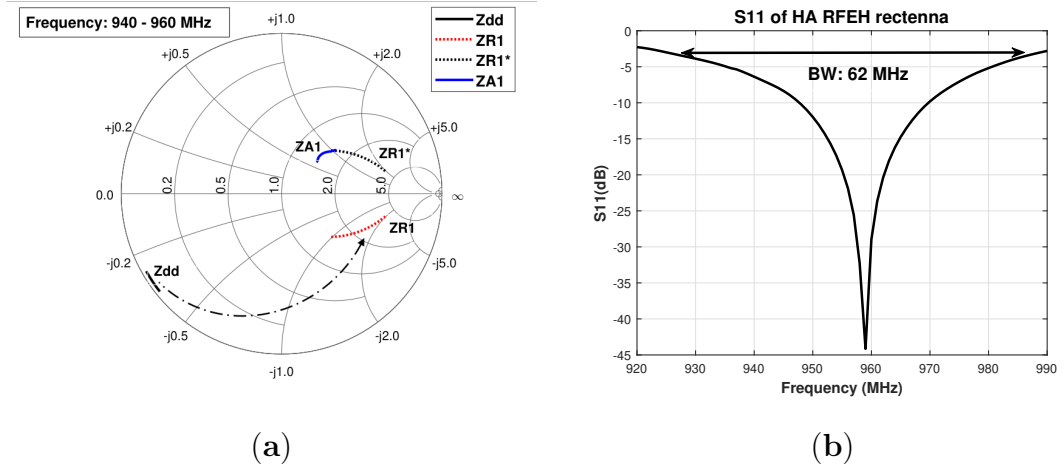 Frequency: 940 - 960 MHz
Zdd
ZR1
ZR1*
ZA1
+j1.0
+j0.5
+j2.0
+j0.2
+j5.0
ZA1
ZR1*
0.0
0.2
0.5
1.0
2.0
5.0
∞
ZR1
-j0.2
Zdd
-j5.0
-j0.5
-j2.0
-j1.0
(a)
S11 of HA RFEH rectenna
BW: 62 MHz
S11(dB)
0
-5
-10
-15
-20
-25
-30
-35
-40
-45
920 930 940 950 960 970 980 990
Frequency (MHz)
(b)